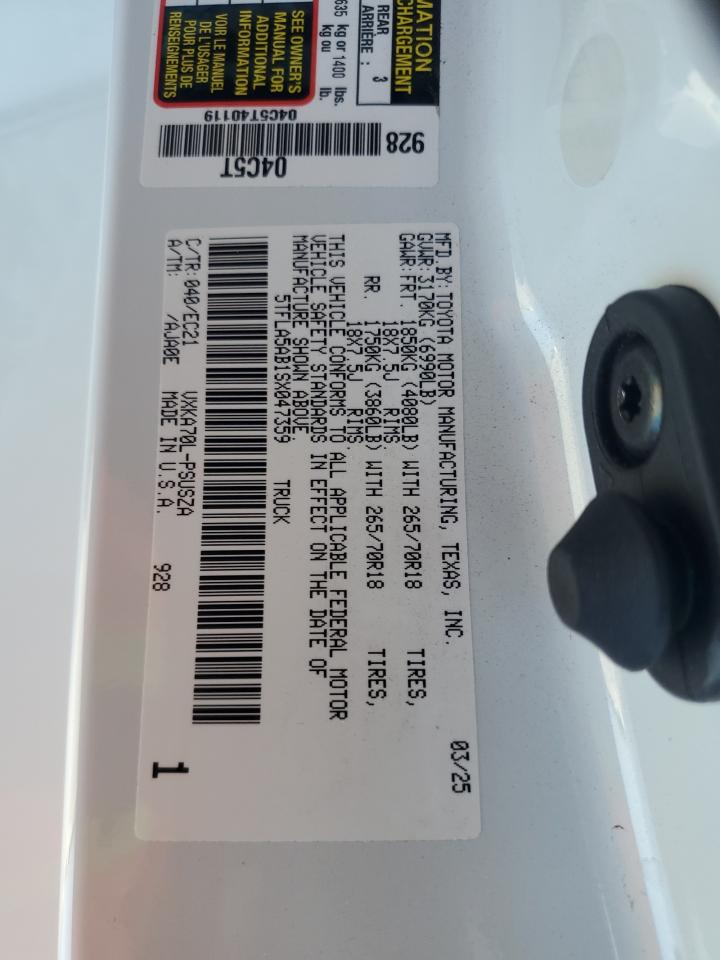 MATION
CHARGEMENT
REAR 3
ARRIÈRE :
635 kg or 1400 lbs.
kg ou lb.
SEE OWNER'S
MANUAL FOR
ADDITIONAL
INFORMATION
VOIR LE MANUEL
DE L'USAGER
POUR PLUS DE
RENSEIGNEMENTS
04C5T40119
928
04C5T
MFD. BY: TOYOTA MOTOR MANUFACTURING, TEXAS, INC. 03/25
GVWR: 3170KG (6990LB)
GAWR: FRT. 1850KG (4080LB) WITH 265/70R18 TIRES,
18X7.5J RIMS.
RR. 1750KG (3860LB) WITH 265/70R18 TIRES,
18X7.5J RIMS.
THIS VEHICLE CONFORMS TO ALL APPLICABLE FEDERAL MOTOR
VEHICLE SAFETY STANDARDS IN EFFECT ON THE DATE OF
MANUFACTURE SHOWN ABOVE.
5TFLA5AB1SX047359 TRUCK
C/TR: 040/EC21 VXKA70L-PSUSZA 928
A/TM: /AJA0E MADE IN U.S.A. 1